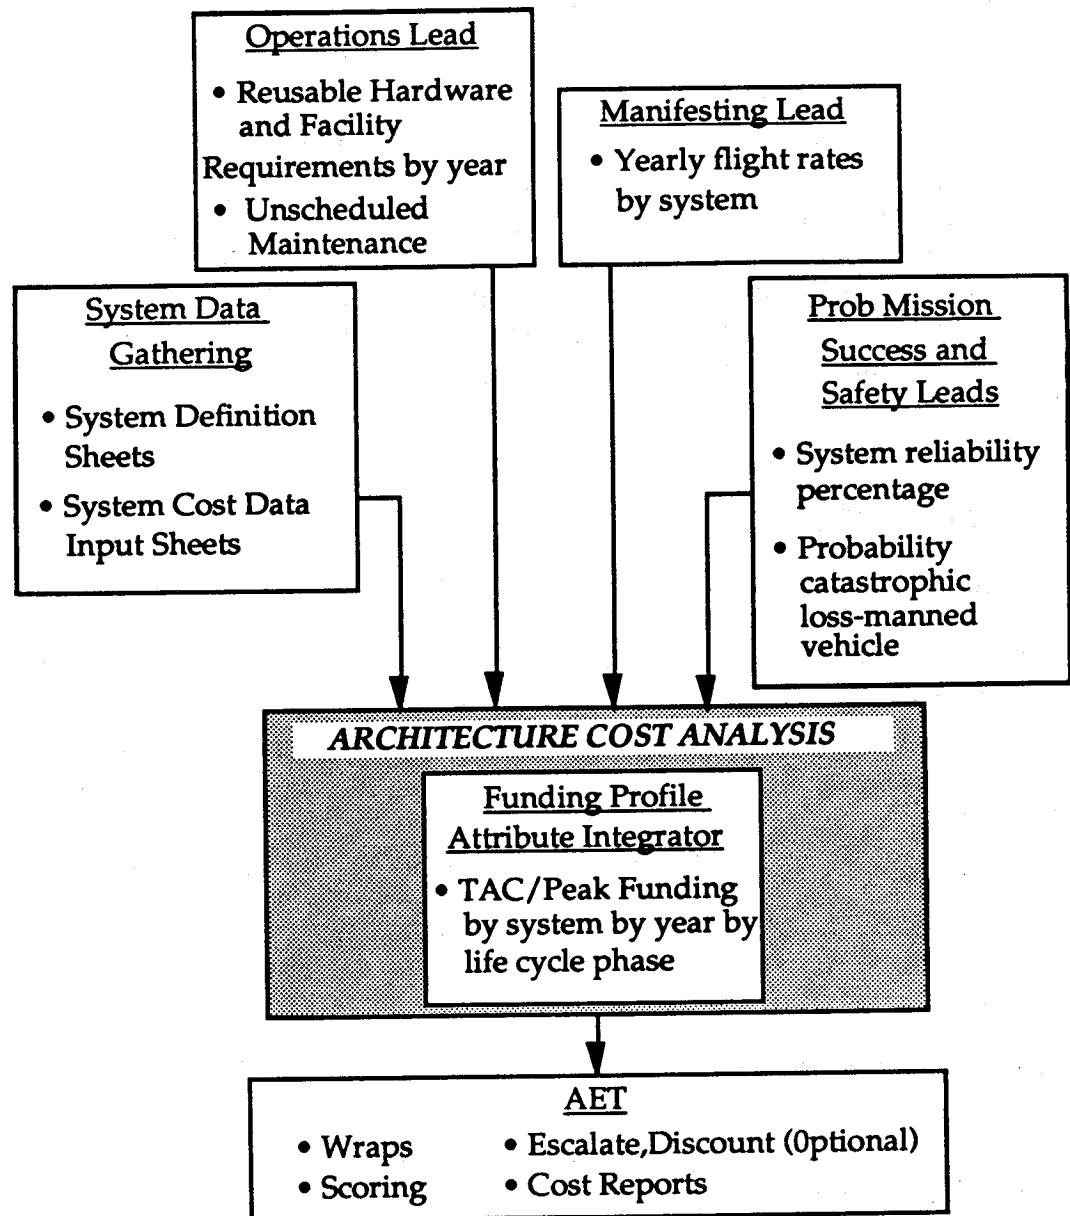 Operations Lead
• Reusable Hardware
and Facility
Requirements by year
• Unscheduled
Maintenance
Manifesting Lead
• Yearly flight rates
by system
System Data
Gathering
• System Definition
Sheets
• System Cost Data
Input Sheets
Prob Mission
Success and
Safety Leads
• System reliability
percentage
• Probability
catastrophic
loss-manned
vehicle
ARCHITECTURE COST ANALYSIS
Funding Profile
Attribute Integrator
• TAC/Peak Funding
by system by year by
life cycle phase
AET
• Wraps
• Scoring
• Escalate,Discount (0ptional)
• Cost Reports